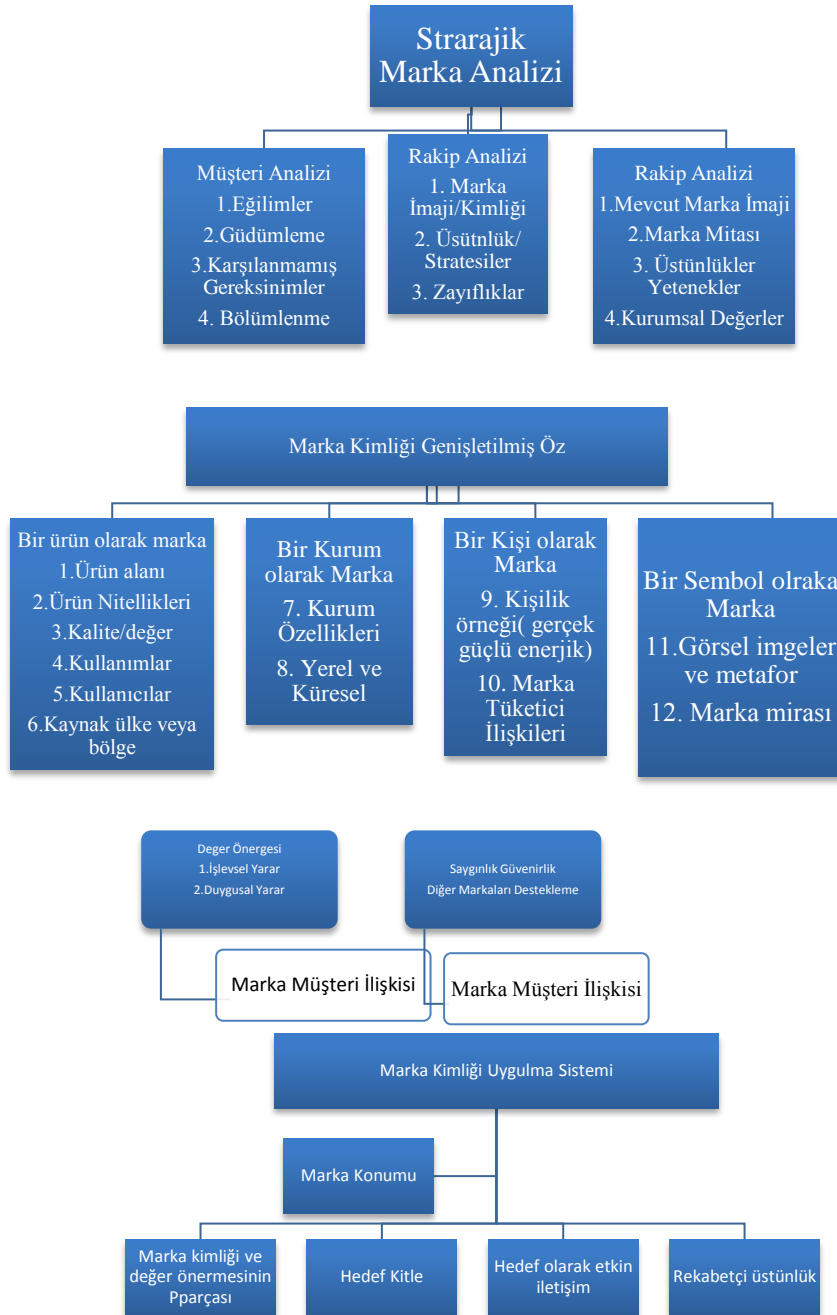 Strarajik
Marka Analizi
Müşteri Analizi
1.Eğilimler
2.Güdümleme
3.Karşılanmamış
Gereksinimler
4. Bölümlenme
Rakip Analizi
1. Marka
İmaji/Kimliği
2. Üsütnlük/
Stratesiler
3. Zayıflıklar
Rakip Analizi
1.Mevcut Marka İmaji
2.Marka Mitası
3. Üstünlükler
Yetenekler
4.Kurumsal Değerler
Marka Kimliği Genişletilmiş Öz
Bir ürün olarak marka
1.Ürün alanı
2.Ürün Nitellikleri
3.Kalite/değer
4.Kullanımlar
5.Kullanıcılar
6.Kaynak ülke veya
bölge
Bir Kurum
olarak Marka
7. Kurum
Özellikleri
8. Yerel ve
Küresel
Bir Kişi olarak
Marka
9. Kişilik
örneği( gerçek
güçlü enerjik)
10. Marka
Tüketici
İlişkileri
Bir Sembol olraka
Marka
11.Görsel imgeler
ve metafor
12. Marka mirası
Deger Önergesi
1.İşlevsel Yarar
2.Duygusal Yarar
Saygınlık Güvenirlik
Diğer Markaları Destekleme
Marka Müşteri İlişkisi
Marka Müşteri İlişkisi
Marka Kimliği Uygulma Sistemi
Marka Konumu
Marka kimliği ve
değer önermesinin
Pparçası
Hedef Kitle
Hedef olarak etkin
iletişim
Rekabetçi üstünlük